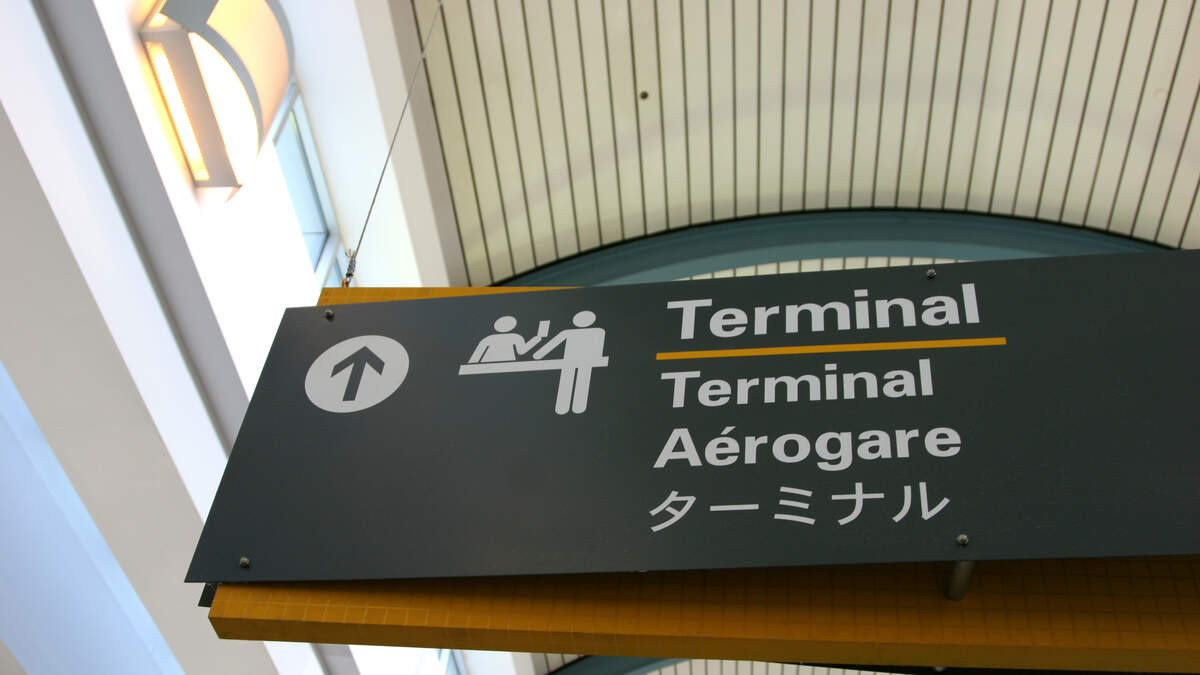 Terminal
Terminal
Aérogare
ターミナル